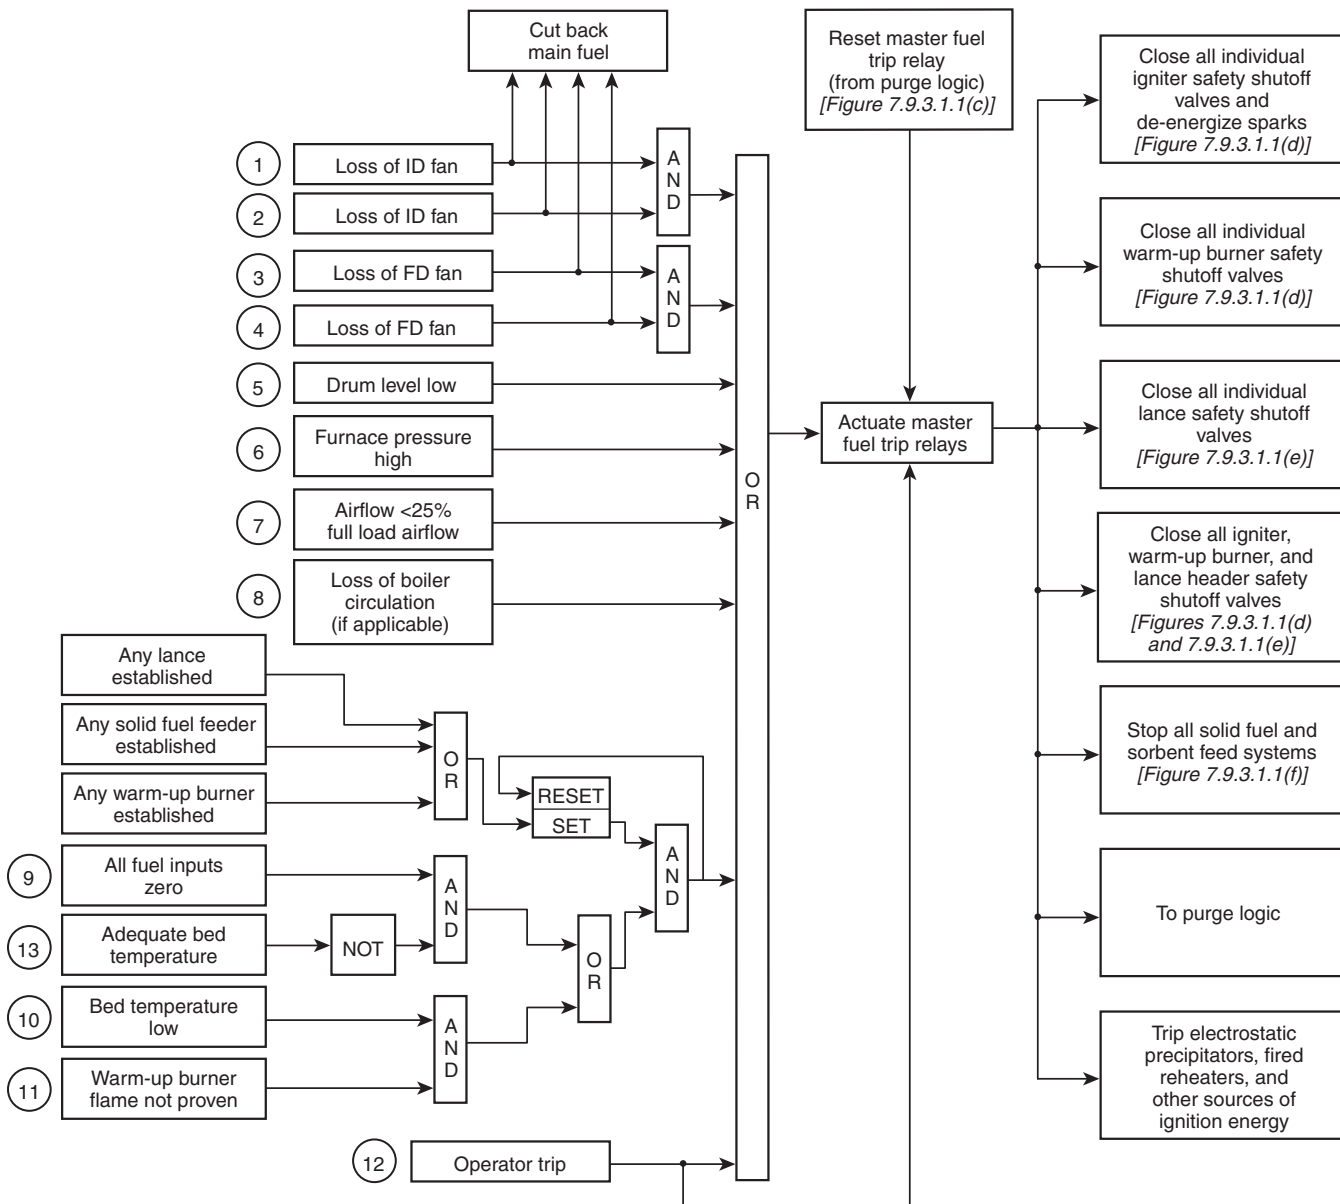 Cut back
main fuel
Reset master fuel
trip relay
(from purge logic)
[Figure 7.9.3.1.1(c)]
Close all individual
igniter safety shutoff
valves and
de-energize sparks
[Figure 7.9.3.1.1(d)]
1
Loss of ID fan
2
Loss of ID fan
AND
3
Loss of FD fan
4
Loss of FD fan
AND
5
Drum level low
6
Furnace pressure
high
7
Airflow <25%
full load airflow
8
Loss of boiler
circulation
(if applicable)
OR
Actuate master
fuel trip relays
Close all individual
warm-up burner safety
shutoff valves
[Figure 7.9.3.1.1(d)]
Close all individual
lance safety shutoff
valves
[Figure 7.9.3.1.1(e)]
Close all igniter,
warm-up burner, and
lance header safety
shutoff valves
[Figures 7.9.3.1.1(d)
and 7.9.3.1.1(e)]
Any lance
established
Any solid fuel feeder
established
Any warm-up burner
established
OR
RESET
SET
AND
9
All fuel inputs
zero
13
Adequate bed
temperature
NOT
AND
OR
10
Bed temperature
low
11
Warm-up burner
flame not proven
AND
12
Operator trip
Stop all solid fuel and
sorbent feed systems
[Figure 7.9.3.1.1(f)]
To purge logic
Trip electrostatic
precipitators, fired
reheaters, and
other sources of
ignition energy